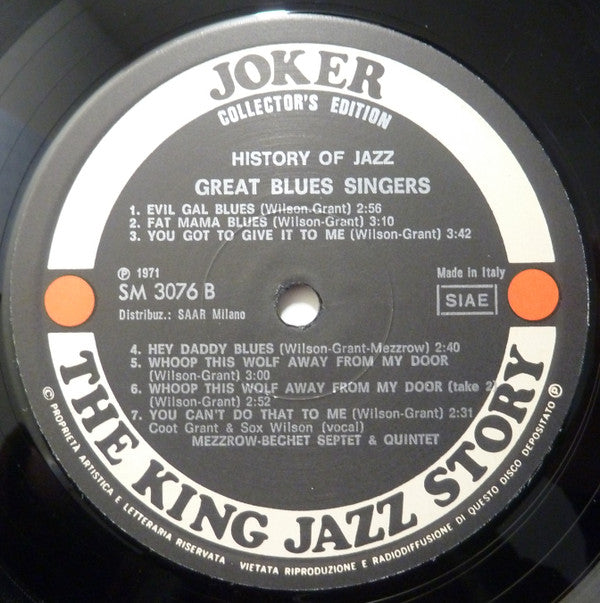 JOKER
COLLECTOR'S EDITION
HISTORY OF JAZZ
GREAT BLUES SINGERS
1. EVIL GAL BLUES (Wilson-Grant) 2:56
2. FAT MAMA BLUES (Wilson-Grant) 3:10
3. YOU GOT TO GIVE IT TO ME (Wilson-Grant) 3:42
℗ 1971
SM 3076 B
Distribuz.: SAAR Milano
Made in Italy
SIAE
4. HEY DADDY BLUES (Wilson-Grant-Mezzrow) 2:40
5. WHOOP THIS WOLF AWAY FROM MY DOOR
(Wilson-Grant) 3:00
6. WHOOP THIS WOLF AWAY FROM MY DOOR (take 2)
(Wilson-Grant) 2:52
7. YOU CAN'T DO THAT TO ME (Wilson-Grant) 2:31
Coot Grant & Sox Wilson (vocal)
MEZZROW-BECHET SEPTET & QUINTET
THE KING JAZZ STORY
© PROPRIETA ARTISTICA E LETTERARIA RISERVATA - VIETATA RIPRODUZIONE E RADIODIFFUSIONE DI QUESTO DISCO DEPOSITATO ℗